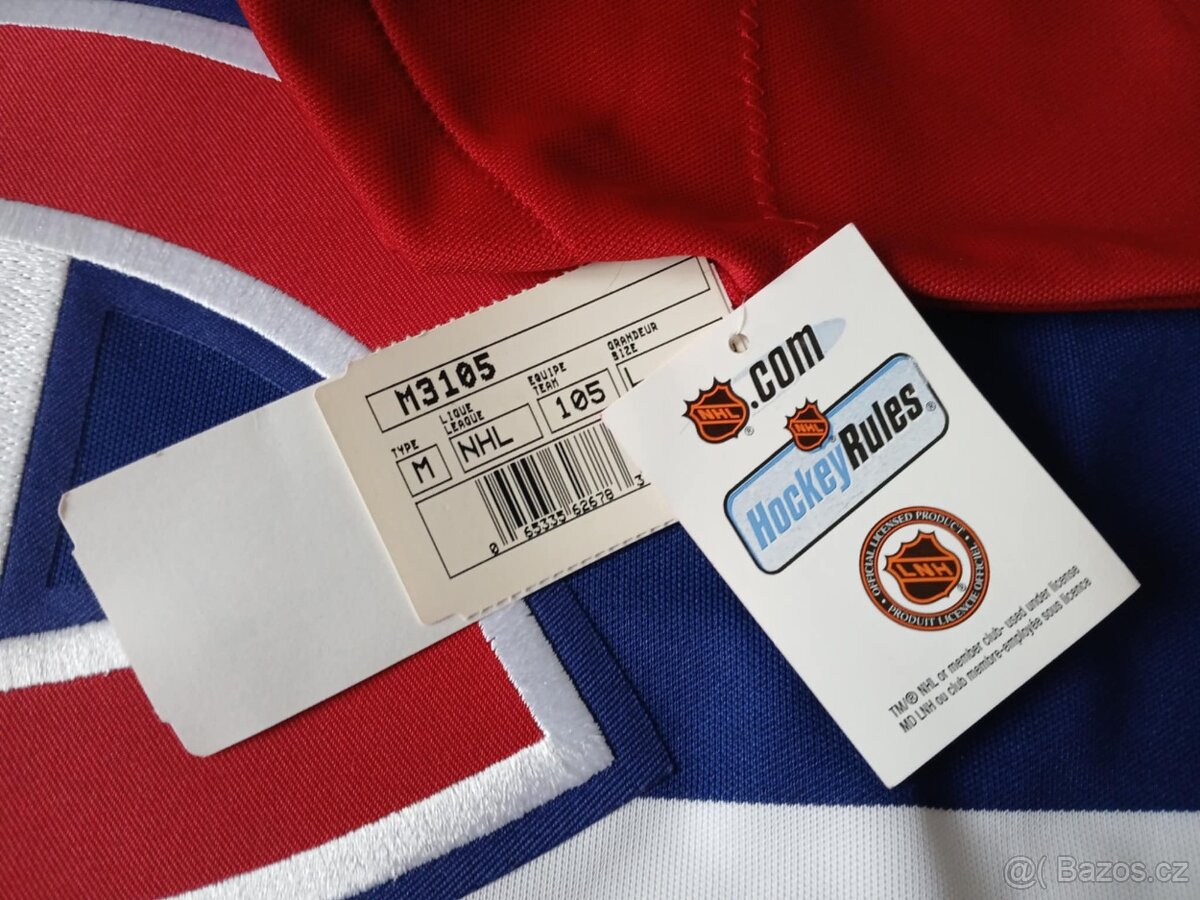 M3105
TYPE
M
LIGUE
LEAGUE
NHL
EQUIPE
TEAM
105
GRANDEUR
SIZE
L
0 65335 62678 3
NHL ® .com
NHL ®
HockeyRules ®
OFFICIAL LICENSED PRODUCT •
LNH ®
PRODUIT LICENCIÉ OFFICIEL •
TM/® NHL or member club- used under license
MD LNH ou club membre-employée sous licence
@( Bazos.cz